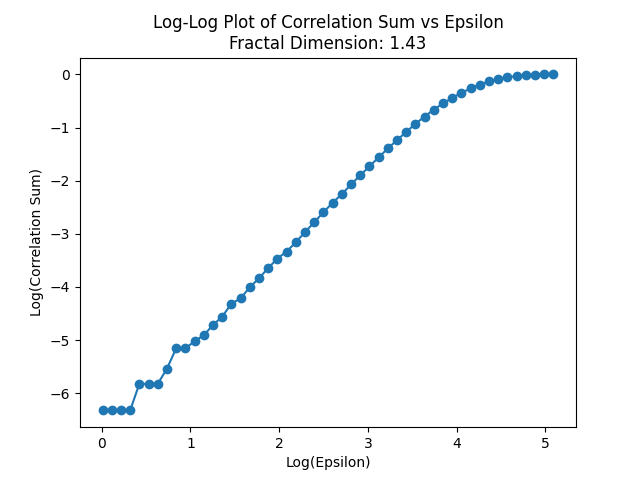 Log-Log Plot of Correlation Sum vs Epsilon
Fractal Dimension: 1.43
Log(Correlation Sum)
0
−1
−2
−3
−4
−5
−6
0 1 2 3 4 5
Log(Epsilon)